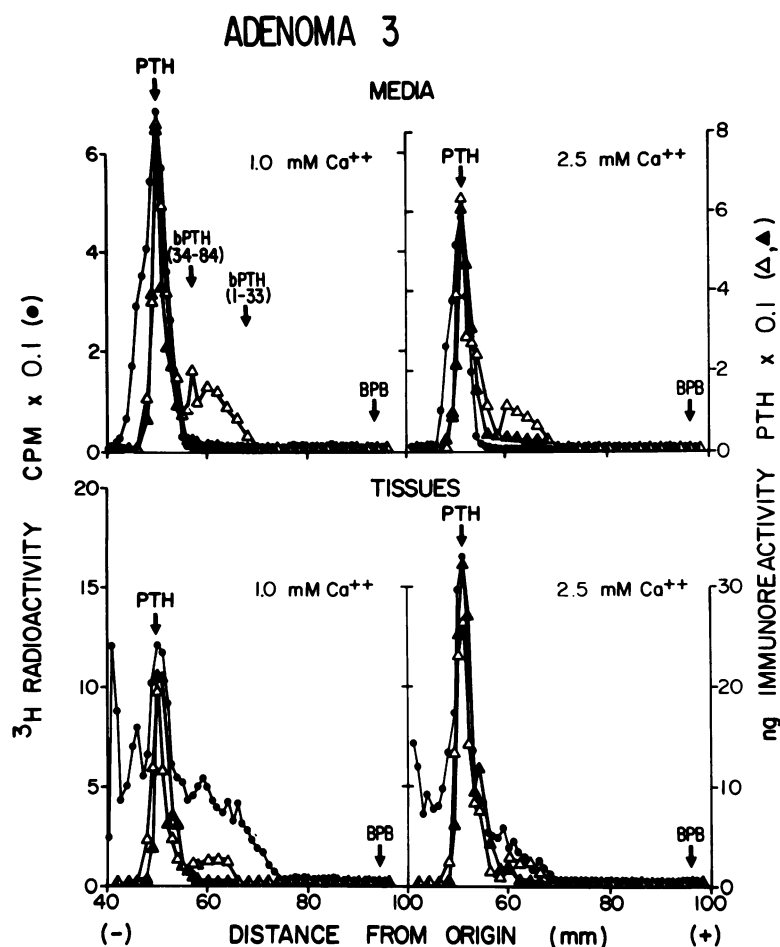 ADENOMA 3
MEDIA
PTH
1.0 mM Ca++
bPTH
(34-84)
bPTH
(1-33)
BPB
6
4
2
0
PTH
2.5 mM Ca++
BPB
8
6
4
2
0
TISSUES
PTH
1.0 mM Ca++
BPB
20
15
10
5
0
PTH
2.5 mM Ca++
BPB
30
20
10
0
40
60
80
100
60
80
100
(-)
DISTANCE FROM ORIGIN (mm)
(+)
³H RADIOACTIVITY CPM x 0.1 (●)
ng IMMUNOREACTIVITY PTH x 0.1 (△,▲)